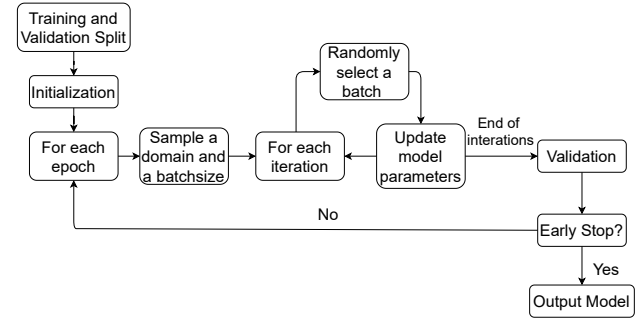 Training and
Validation Split
Initialization
For each
epoch
Sample a
domain and
a batchsize
For each
iteration
Randomly
select a
batch
Update
model
parameters
End of
interations
Validation
Early Stop?
No
Yes
Output Model